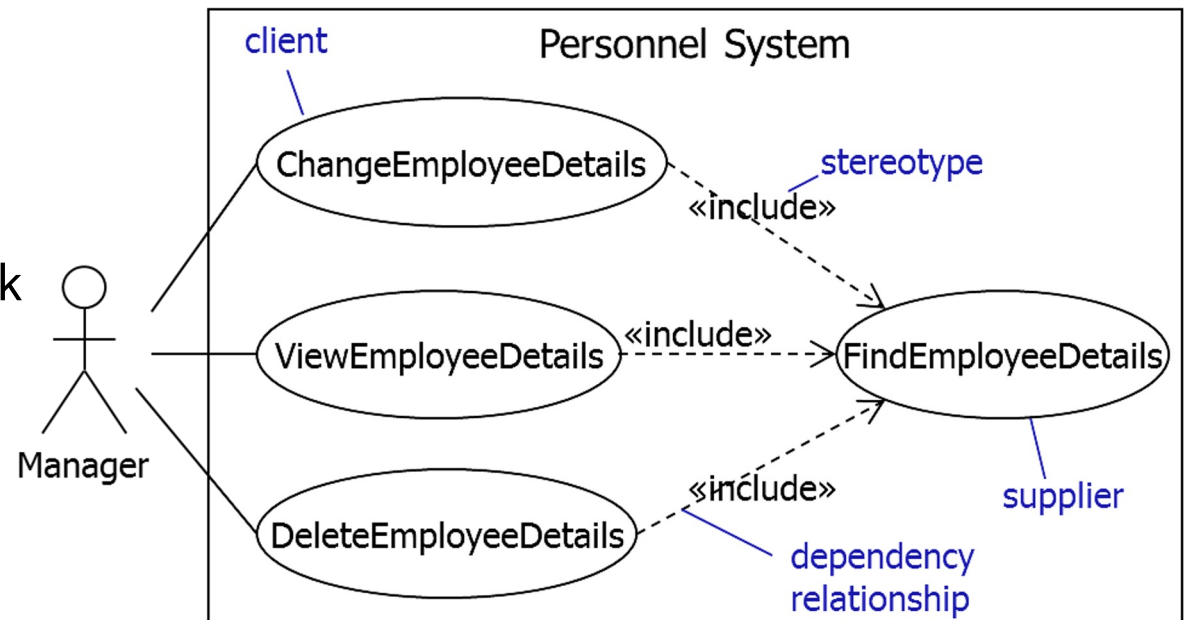 client
Personnel System
ChangeEmployeeDetails
stereotype
«include»
k
ViewEmployeeDetails
«include»
FindEmployeeDetails
Manager
DeleteEmployeeDetails
«include»
supplier
dependency
relationship